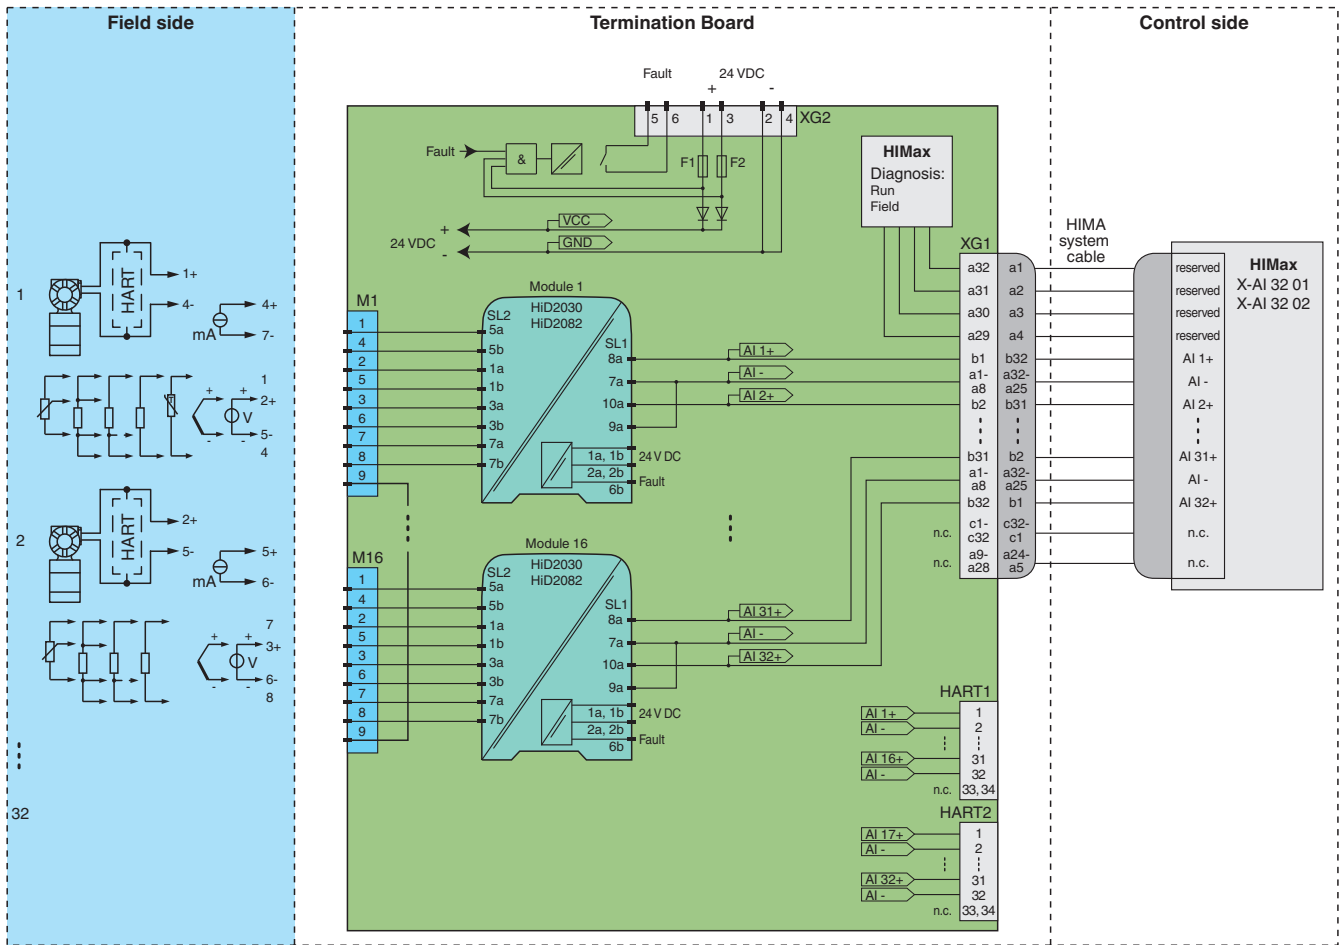 Field side
Termination Board
Control side
Fault
24 VDC
+ -
5 6 1 3 2 4 XG2
Fault
&
F1 F2
VCC
+
24 VDC
-
GND
HIMax
Diagnosis:
Run
Field
HIMA
system
cable
XG1
a32 a1 reserved
a31 a2 reserved
a30 a3 reserved
a29 a4 reserved
b1 b32 AI 1+
a1-a8 a32-a25 AI -
b2 b31 AI 2+
b31 b2 AI 31+
a1-a8 a32-a25 AI -
b32 b1 AI 32+
n.c. c1-c32 c32-c1 n.c.
n.c. a9-a28 a24-a5 n.c.
HIMax
X-AI 32 01
X-AI 32 02
1
HART
1+
4-
mA
4+
7-
+ +
- -
V
1
2+
5-
4
2
HART
2+
5-
mA
5+
6-
+ +
- -
V
7
3+
6-
8
32
M1
1
4
2
5
3
6
7
8
9
Module 1
HiD2030
HiD2082
SL2
5a
5b
1a
1b
3a
3b
7a
7b
SL1
8a
7a
10a
9a
1a, 1b
2a, 2b
6b
24 V DC
Fault
AI 1+
AI -
AI 2+
M16
1
4
2
5
3
6
7
8
9
Module 16
HiD2030
HiD2082
SL2
5a
5b
1a
1b
3a
3b
7a
7b
SL1
8a
7a
10a
9a
1a, 1b
2a, 2b
6b
24 V DC
Fault
AI 31+
AI -
AI 32+
HART1
AI 1+ 1
AI - 2
AI 16+ 31
AI - 32
n.c. 33, 34
HART2
AI 17+ 1
AI - 2
AI 32+ 31
AI - 32
n.c. 33, 34